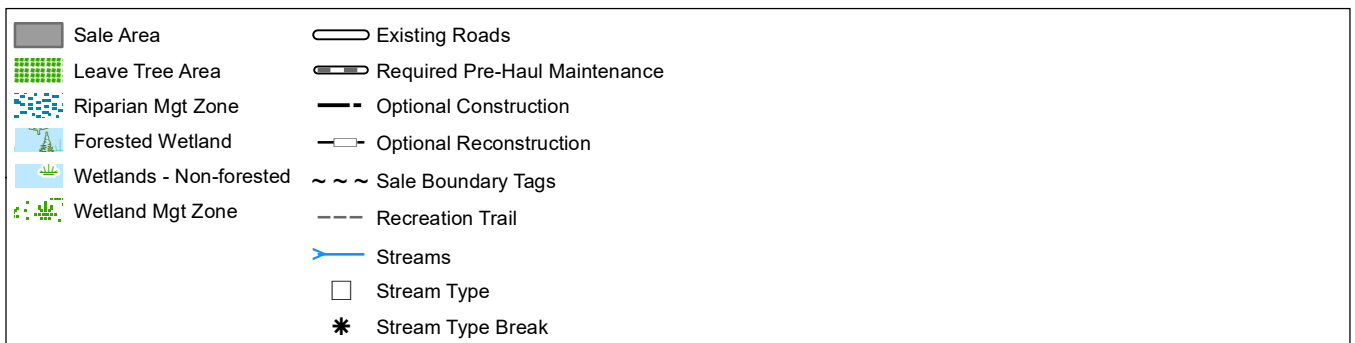 Sale Area
Leave Tree Area
Riparian Mgt Zone
Forested Wetland
Wetlands - Non-forested
Wetland Mgt Zone
Existing Roads
Required Pre-Haul Maintenance
Optional Construction
Optional Reconstruction
Sale Boundary Tags
Recreation Trail
Streams
Stream Type
Stream Type Break